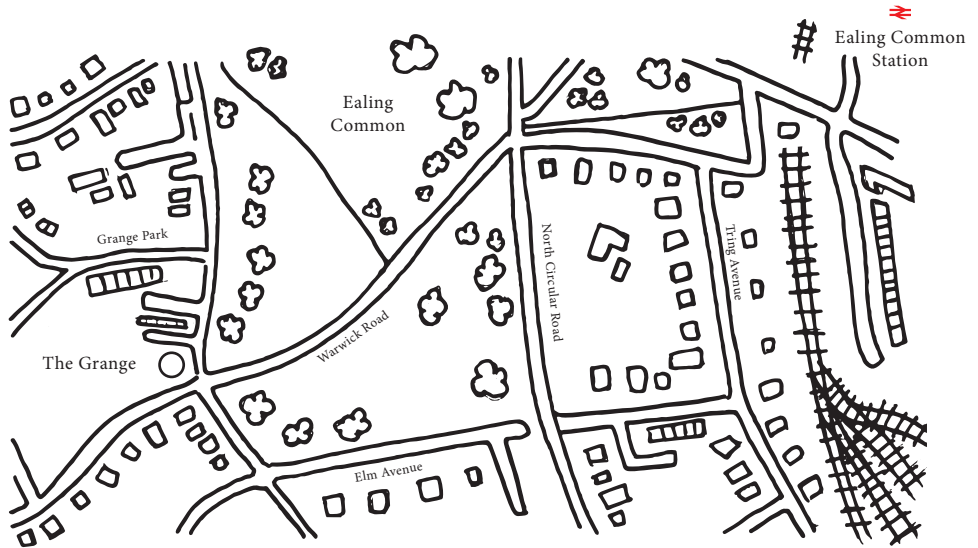 Ealing Common
Station
Ealing
Common
Grange Park
North Circular Road
Tring Avenue
Warwick Road
The Grange
Elm Avenue